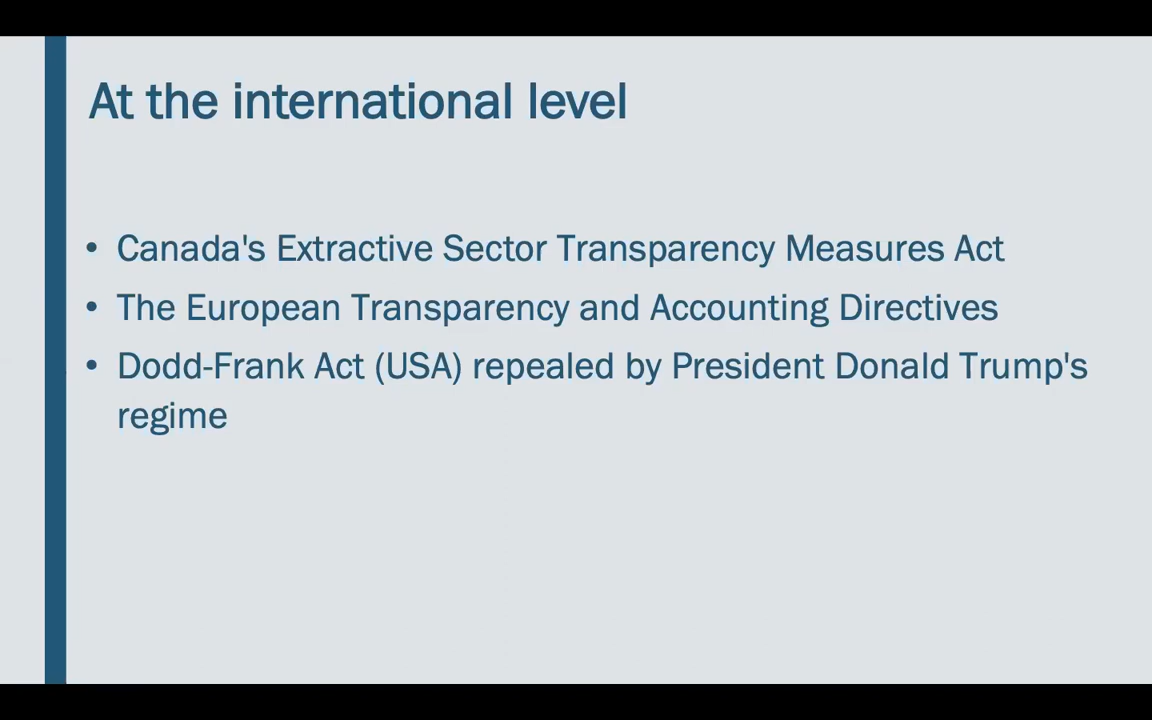 At the international level
• Canada's Extractive Sector Transparency Measures Act
• The European Transparency and Accounting Directives
• Dodd-Frank Act (USA) repealed by President Donald Trump's
regime